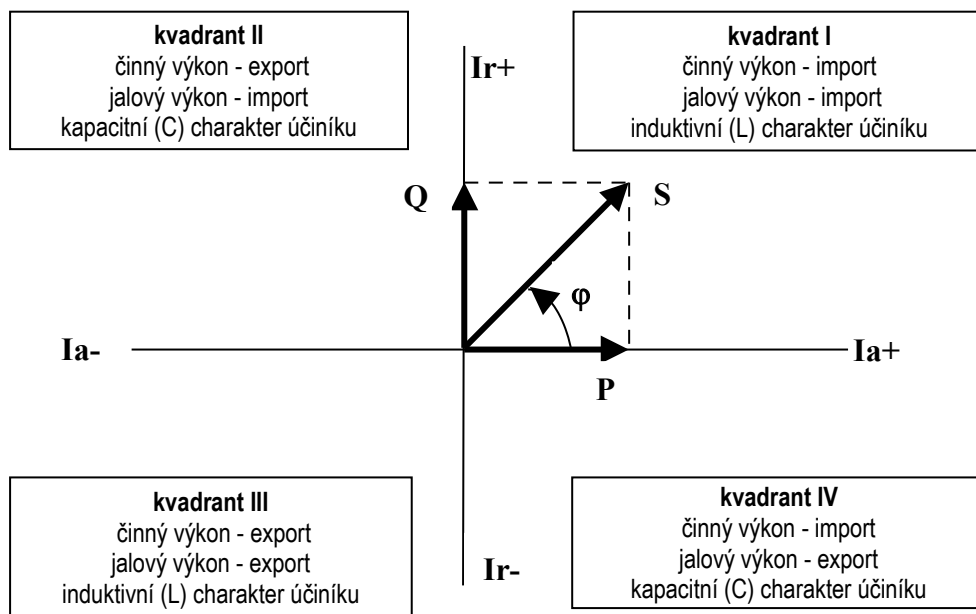 kvadrant II
činný výkon - export
jalový výkon - import
kapacitní (C) charakter účiníku
kvadrant I
činný výkon - import
jalový výkon - import
induktivní (L) charakter účiníku
Ir+
Q
S
φ
Ia-
Ia+
P
kvadrant III
činný výkon - export
jalový výkon - export
induktivní (L) charakter účiníku
kvadrant IV
činný výkon - import
jalový výkon - export
kapacitní (C) charakter účiníku
Ir-